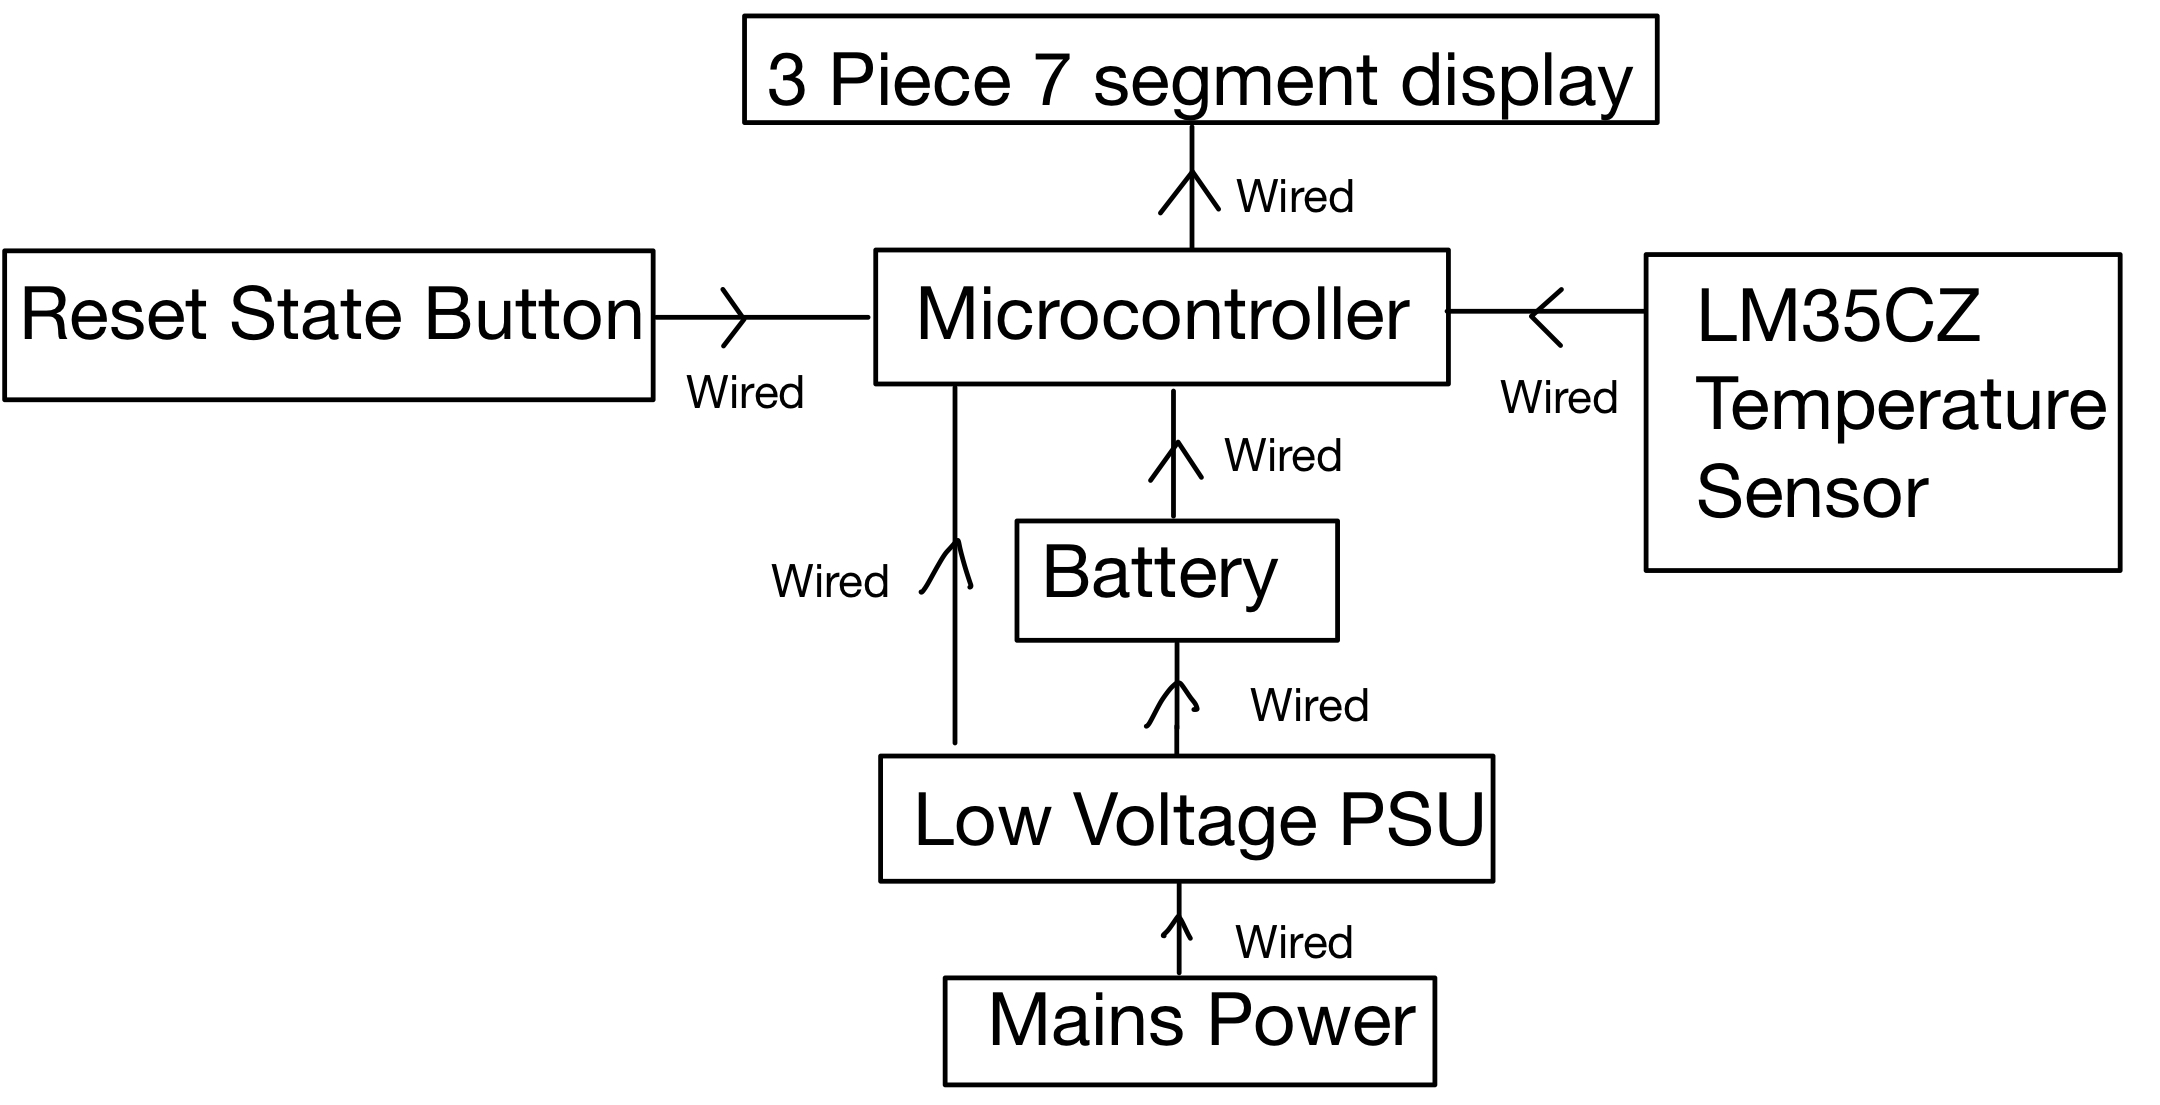 3 Piece 7 segment display
Wired
Reset State Button
Microcontroller
LM35CZ
Temperature
Sensor
Wired
Wired
Wired
Battery
Wired
Wired
Low Voltage PSU
Wired
Mains Power